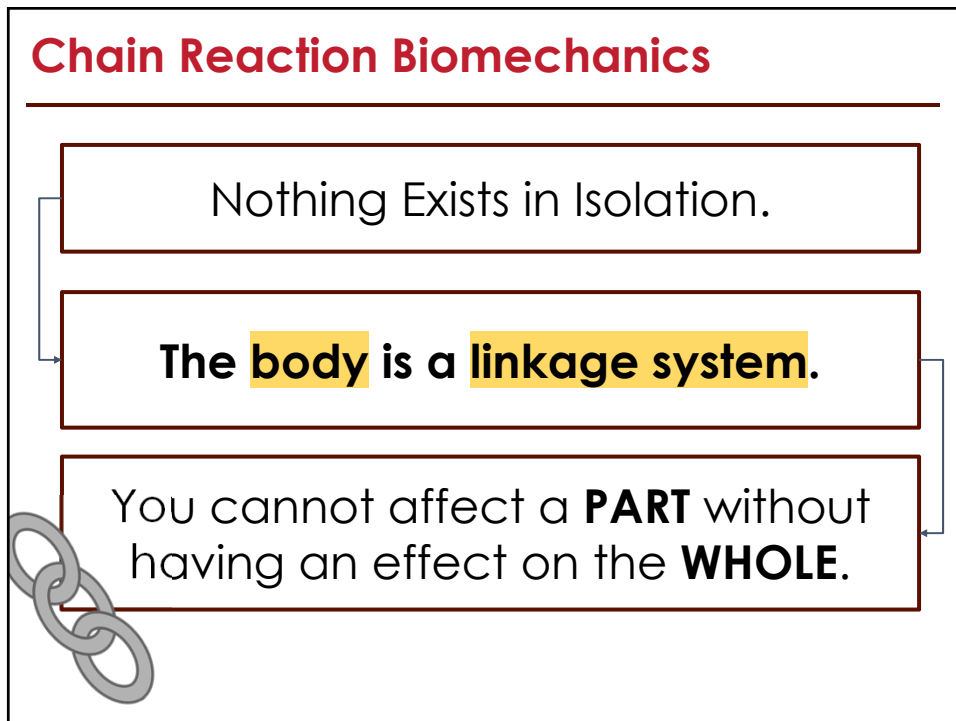 Chain Reaction Biomechanics
Nothing Exists in Isolation.
The body is a linkage system.
You cannot affect a PART without
having an effect on the WHOLE.